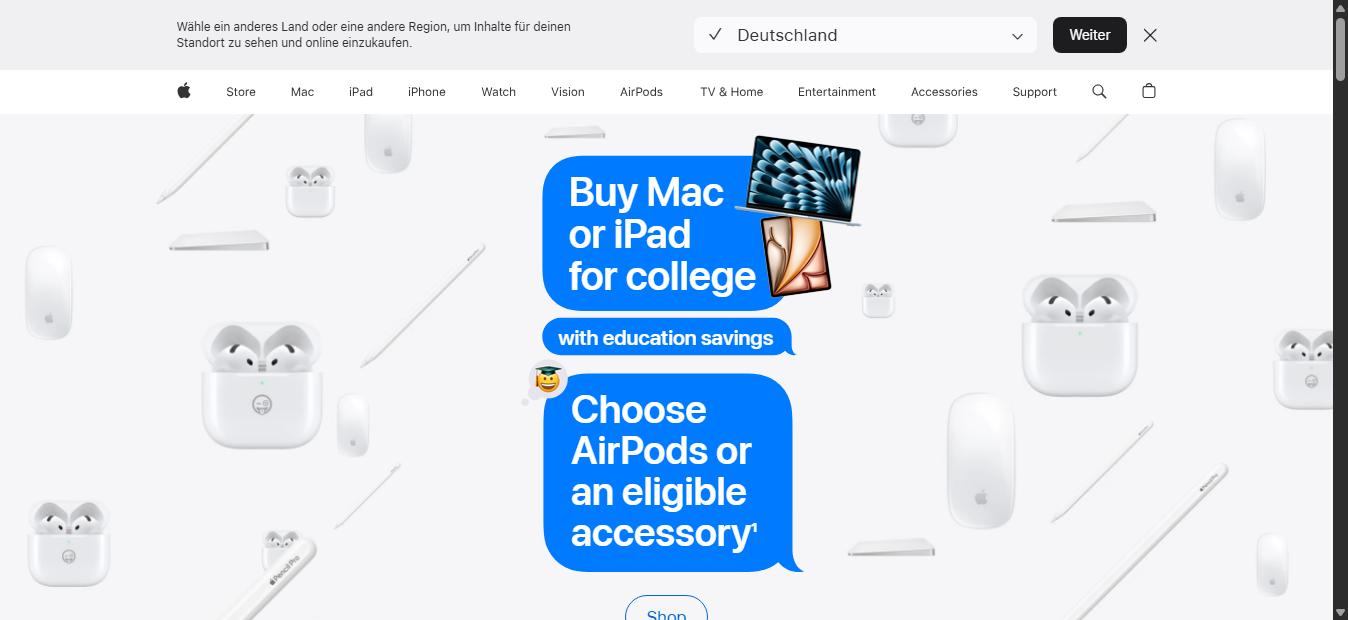 Wähle ein anderes Land oder eine andere Region, um Inhalte für deinen
Standort zu sehen und online einzukaufen.
Deutschland
Weiter
Store
Mac
iPad
iPhone
Watch
Vision
AirPods
TV & Home
Entertainment
Accessories
Support
Buy Mac
or iPad
for college
with education savings
Choose
AirPods or
an eligible
accessory¹
Pencil Pro
Shop